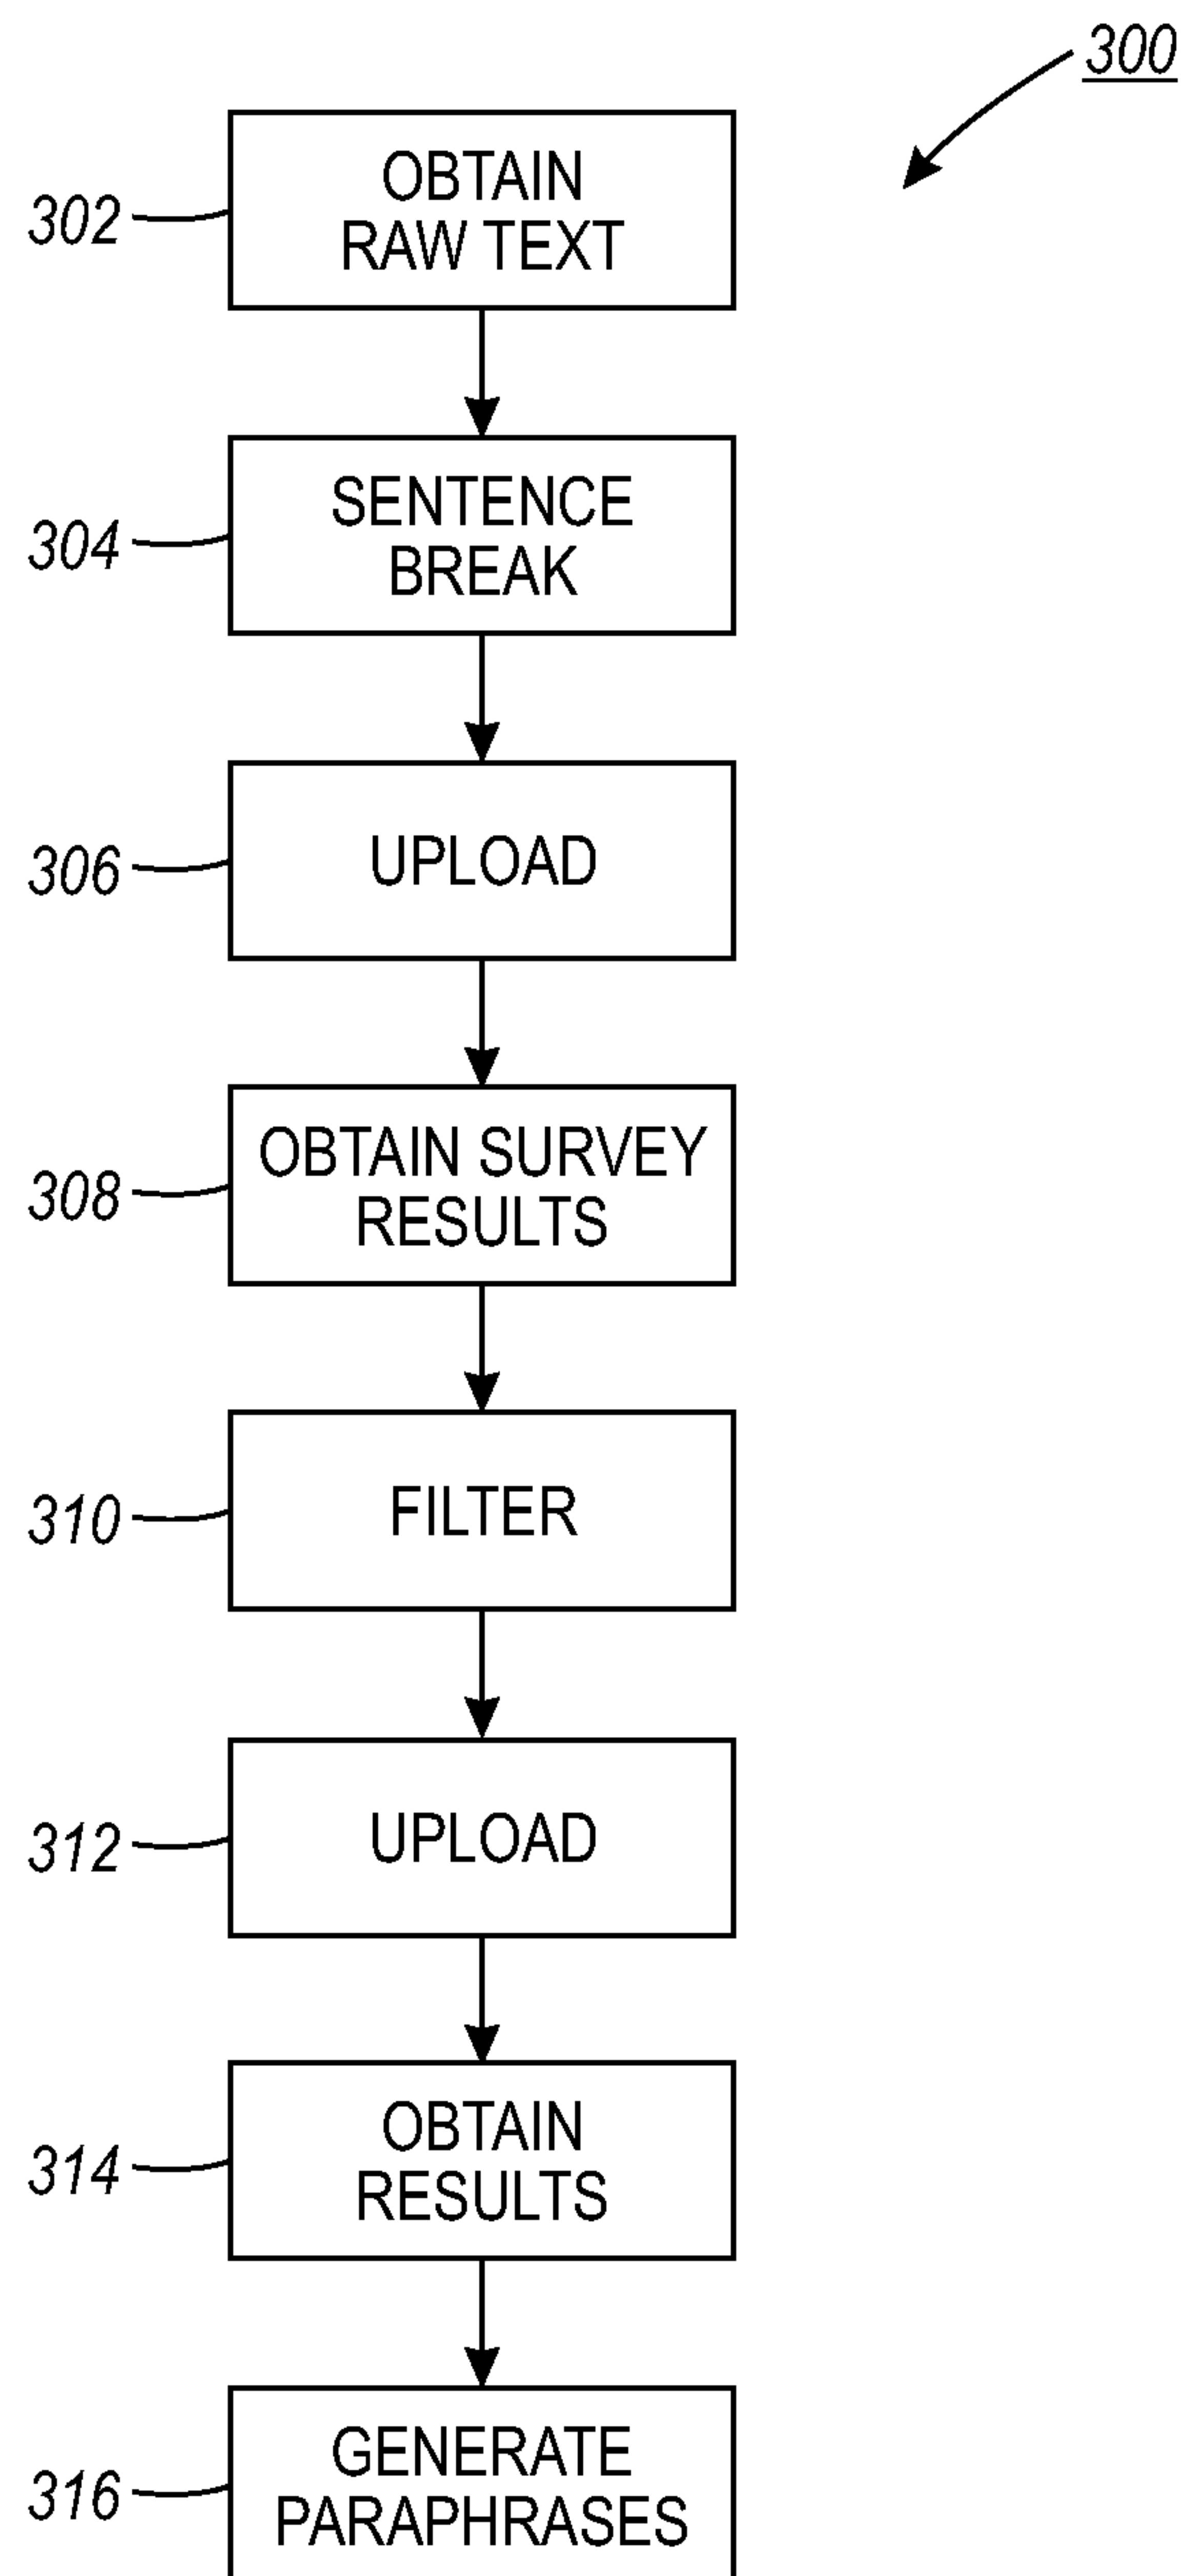 300
302
OBTAIN
RAW TEXT
304
SENTENCE
BREAK
306
UPLOAD
308
OBTAIN SURVEY
RESULTS
310
FILTER
312
UPLOAD
314
OBTAIN
RESULTS
316
GENERATE
PARAPHRASES